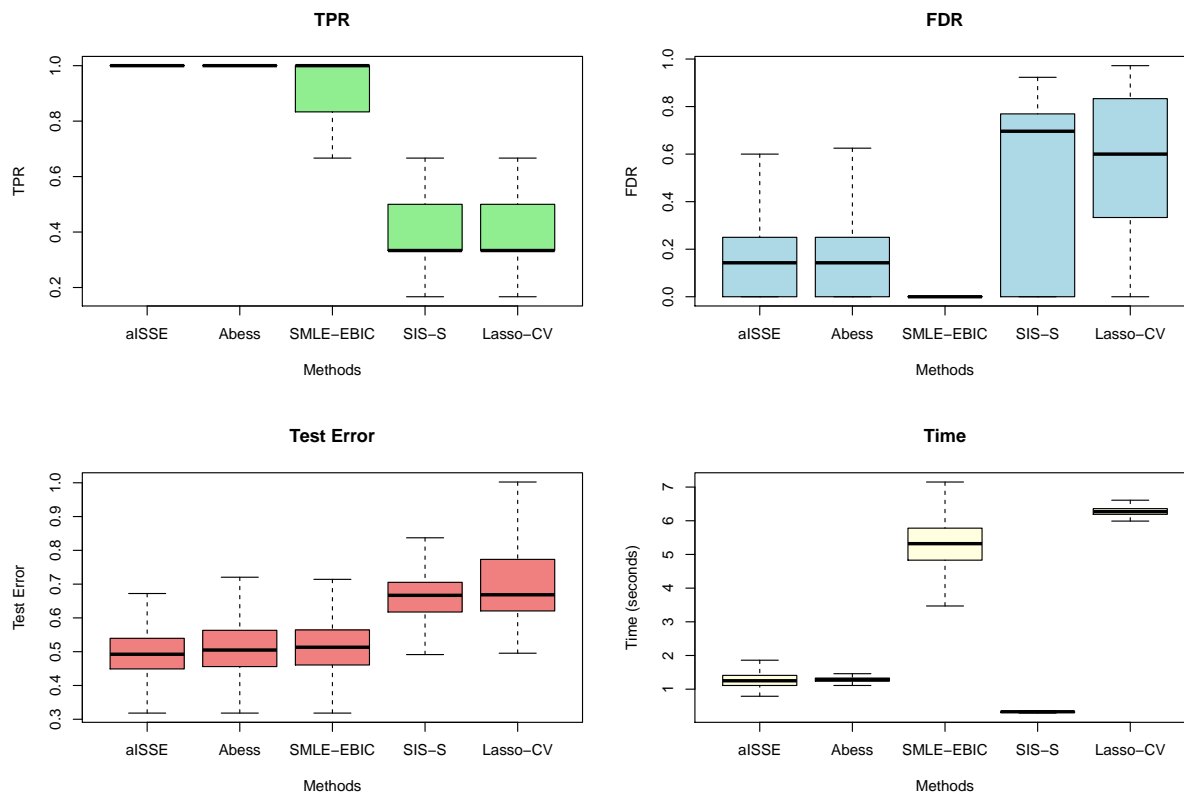 TPR
TPR
0.2 0.4 0.6 0.8 1.0
aISSE Abess SMLE−EBIC SIS−S Lasso−CV
Methods
FDR
FDR
0.0 0.2 0.4 0.6 0.8 1.0
aISSE Abess SMLE−EBIC SIS−S Lasso−CV
Methods
Test Error
Test Error
0.3 0.4 0.5 0.6 0.7 0.8 0.9 1.0
aISSE Abess SMLE−EBIC SIS−S Lasso−CV
Methods
Time
Time (seconds)
1 2 3 4 5 6 7
aISSE Abess SMLE−EBIC SIS−S Lasso−CV
Methods